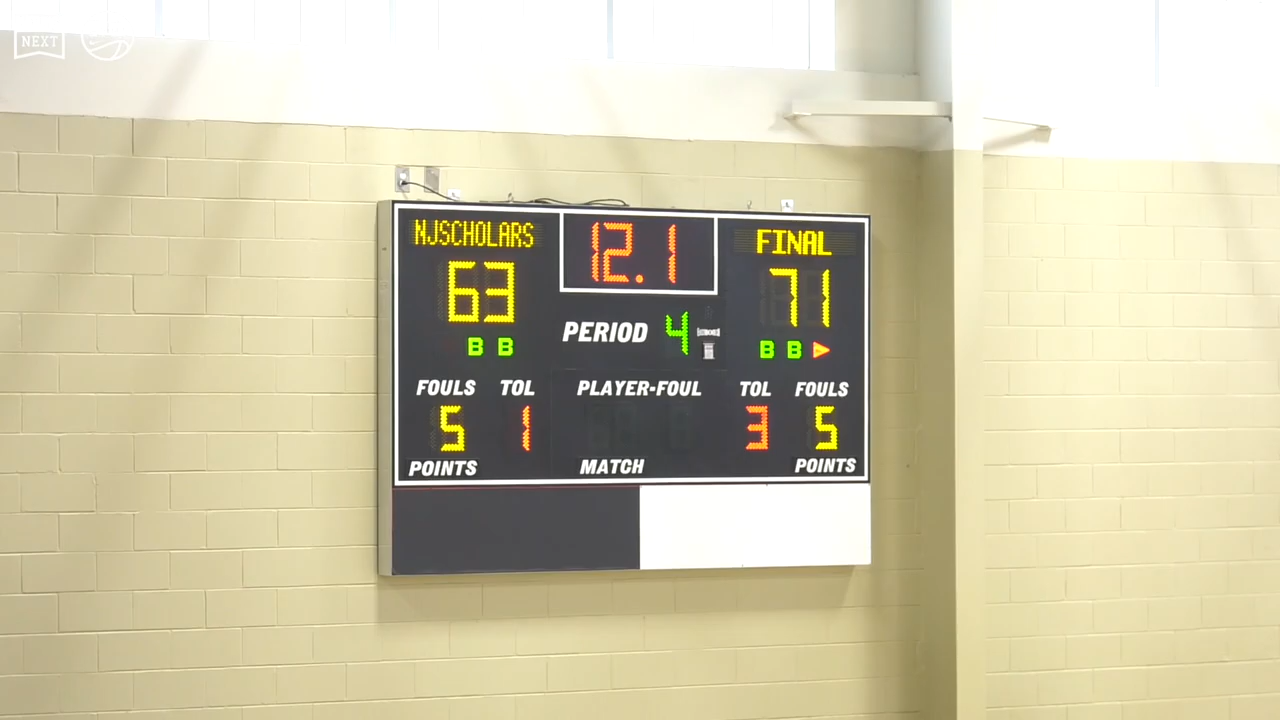 NEXT
NJSCHOLARS
12.1
FINAL
63
71
PERIOD 4
B B
B B
FOULS TOL
PLAYER-FOUL
TOL FOULS
5 1
3 5
POINTS
MATCH
POINTS